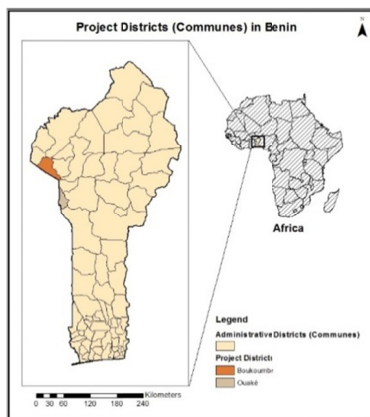 Project Districts (Communes) in Benin
N
Africa
Legend
Administrative Districts (Communes)
Project Districts
Boukoumbe
Ouaké
Kilometers
0 30 60 120 180 240